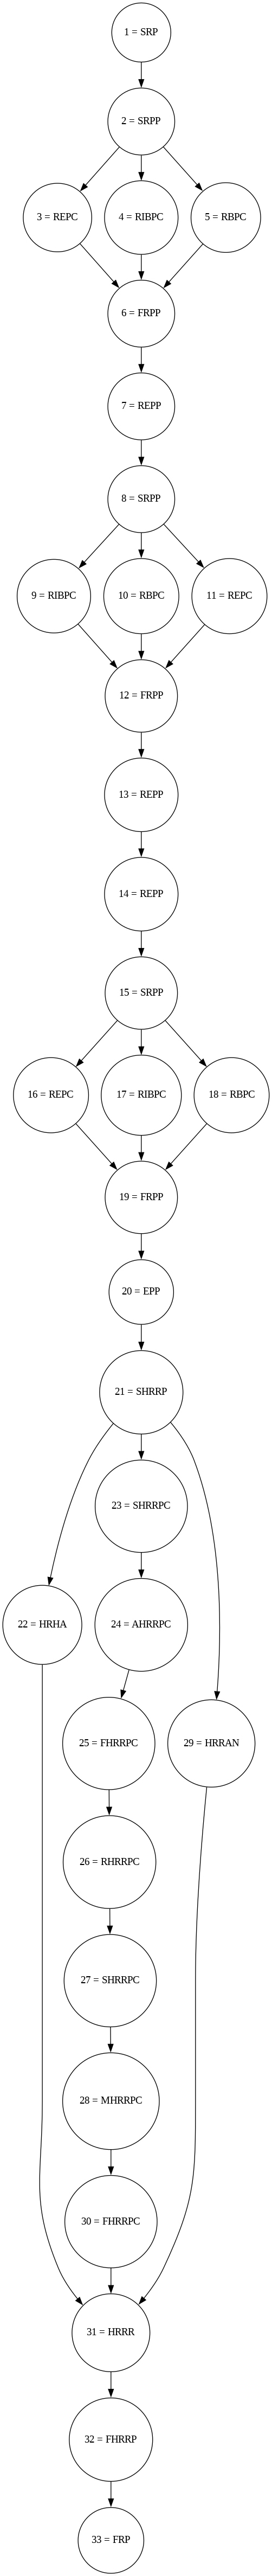 1 = SRP
2 = SRPP
3 = REPC
4 = RIBPC
5 = RBPC
6 = FRPP
7 = REPP
8 = SRPP
9 = RIBPC
10 = RBPC
11 = REPC
12 = FRPP
13 = REPP
14 = REPP
15 = SRPP
16 = REPC
17 = RIBPC
18 = RBPC
19 = FRPP
20 = EPP
21 = SHRRP
23 = SHRRPC
22 = HRHA
24 = AHRRPC
25 = FHRRPC
29 = HRRAN
26 = RHRRPC
27 = SHRRPC
28 = MHRRPC
30 = FHRRPC
31 = HRRR
32 = FHRRP
33 = FRP